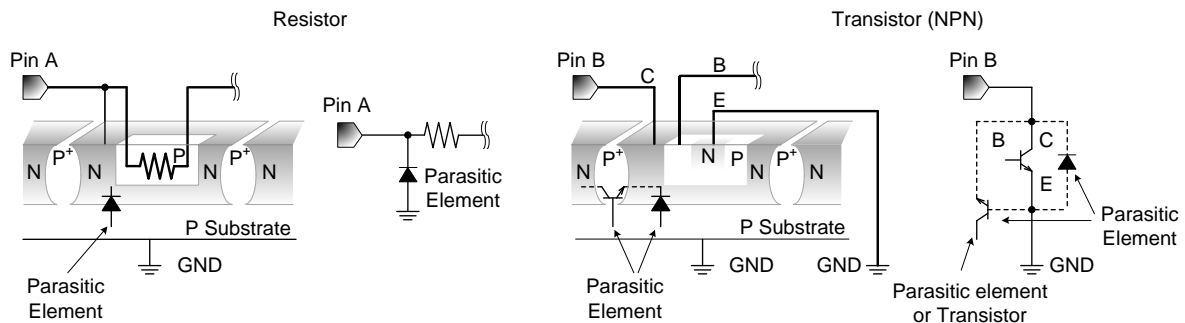 Resistor
Transistor (NPN)
Pin A
N
P+
N
P
N
P+
N
Parasitic
Element
P Substrate
GND
Pin A
Parasitic
Element
Pin B
C
B
E
N
P+
N
N
P
N
P+
N
P Substrate
Parasitic
Element
GND
GND
Pin B
B
C
E
Parasitic
Element
GND
Parasitic element
or Transistor